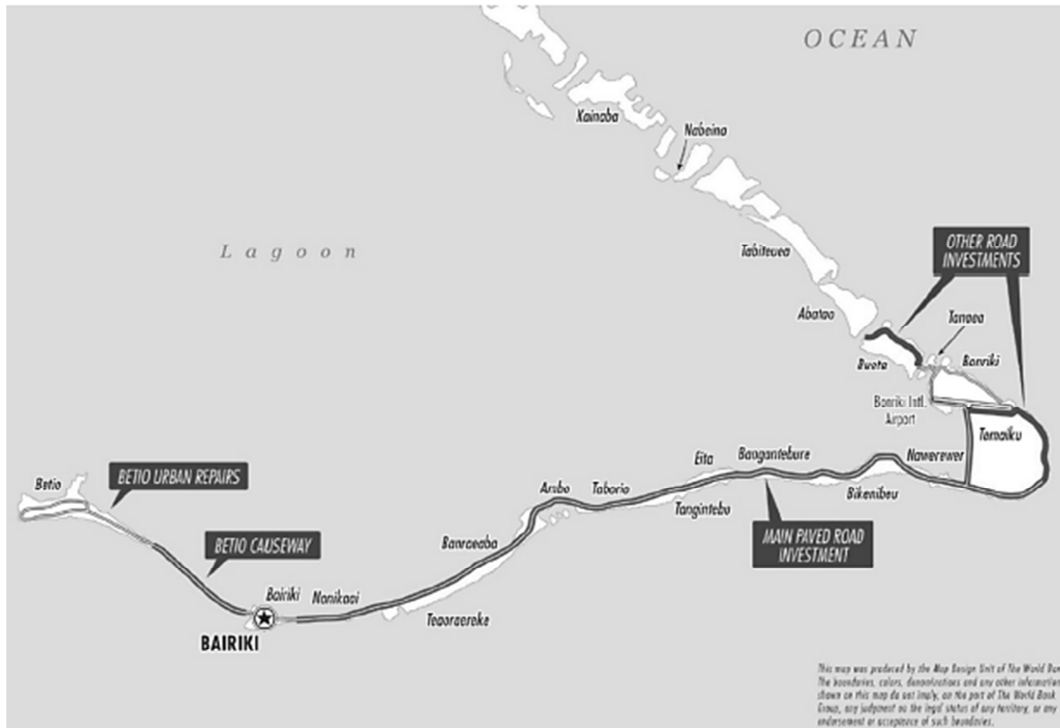 OCEAN
Xainaba
Nabeina
Lagoon
Tabiteuea
OTHER ROAD
INVESTMENTS
Abatao
Tanaea
Buota
Bonriki
Bonriki Intl.
Airport
Temaiku
Eita
Bangantebure
Nawerewer
Betio
BETIO URBAN REPAIRS
Ambo
Taborio
Bikenibeu
Tangintebu
MAIN PAVED ROAD
INVESTMENT
BETIO CAUSEWAY
Banraeaba
Bairiki
Nanikaai
Teaoraereke
BAIRIKI
This map was produced by the Map Design Unit of The World Ban
The boundaries, colors, denominations and any other information
shown on this map do not imply, on the part of The World Bank
Group, any judgment on the legal status of any territory, or any
endorsement or acceptance of such boundaries.